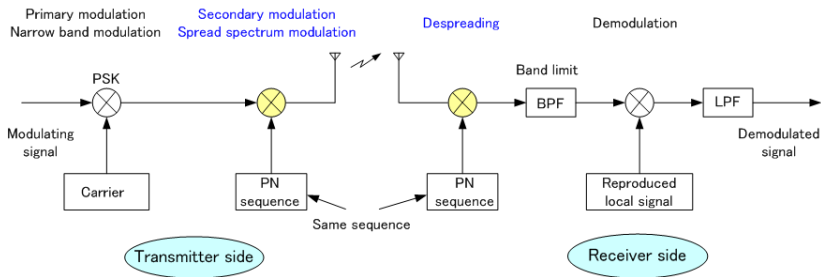 Primary modulation
Narrow band modulation
Secondary modulation
Spread spectrum modulation
Despreading
Demodulation
PSK
Band limit
BPF
LPF
Modulating
signal
Demodulated
signal
Carrier
PN
sequence
Same sequence
PN
sequence
Reproduced
local signal
Transmitter side
Receiver side